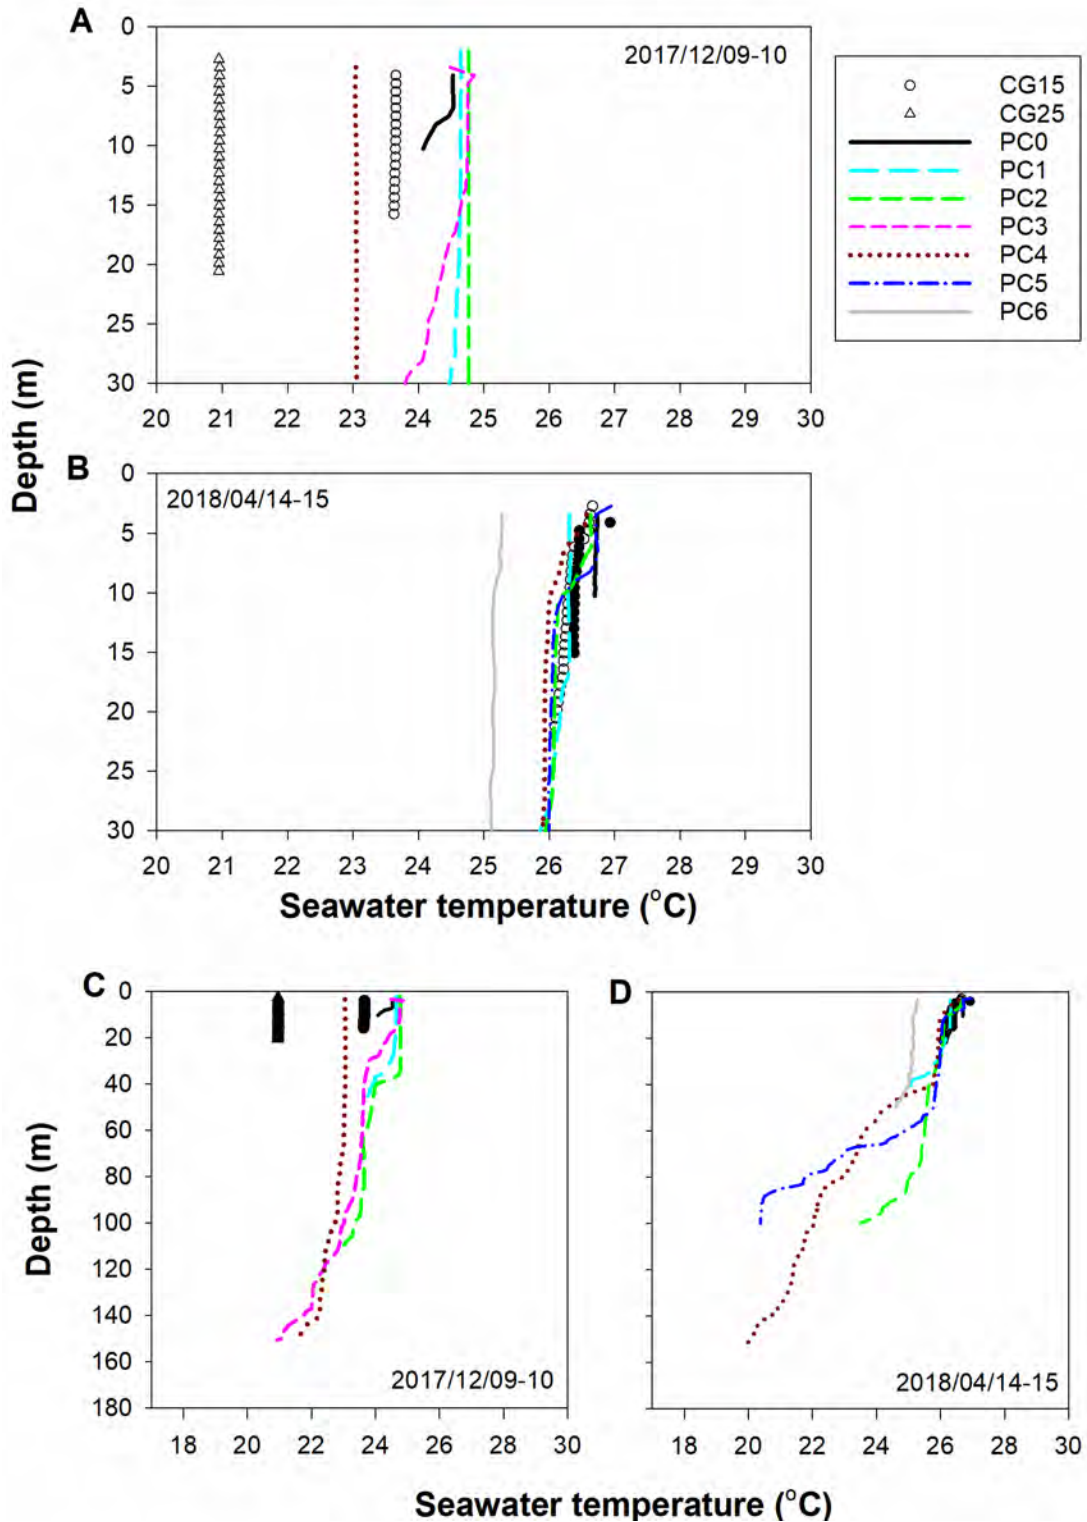 A
2017/12/09-10
0
5
10
15
20
25
30
20 21 22 23 24 25 26 27 28 29 30
CG15
CG25
PC0
PC1
PC2
PC3
PC4
PC5
PC6
Depth (m)
B
2018/04/14-15
0
5
10
15
20
25
30
20 21 22 23 24 25 26 27 28 29 30
Seawater temperature (°C)
C
0
20
40
60
80
100
120
140
160
180
2017/12/09-10
18 20 22 24 26 28 30
Depth (m)
D
2018/04/14-15
18 20 22 24 26 28 30
Seawater temperature (°C)